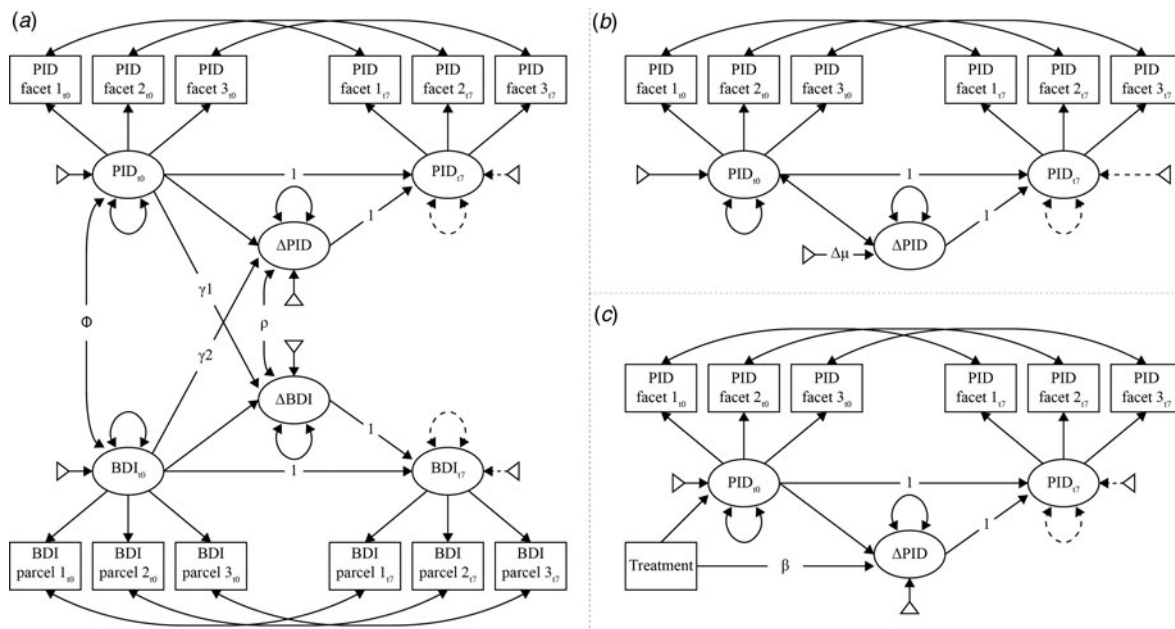 (a)
PID
facet 1t0
PID
facet 2t0
PID
facet 3t0
PID
facet 1t7
PID
facet 2t7
PID
facet 3t7
PIDt0
1
PIDt7
ΔPID
1
γ1
Φ
ρ
γ2
ΔBDI
1
BDIt0
1
BDIt7
BDI
parcel 1t0
BDI
parcel 2t0
BDI
parcel 3t0
BDI
parcel 1t7
BDI
parcel 2t7
BDI
parcel 3t7
(b)
PID
facet 1t0
PID
facet 2t0
PID
facet 3t0
PID
facet 1t7
PID
facet 2t7
PID
facet 3t7
PIDt0
1
PIDt7
1
Δμ
ΔPID
(c)
PID
facet 1t0
PID
facet 2t0
PID
facet 3t0
PID
facet 1t7
PID
facet 2t7
PID
facet 3t7
PIDt0
1
PIDt7
1
Treatment
β
ΔPID